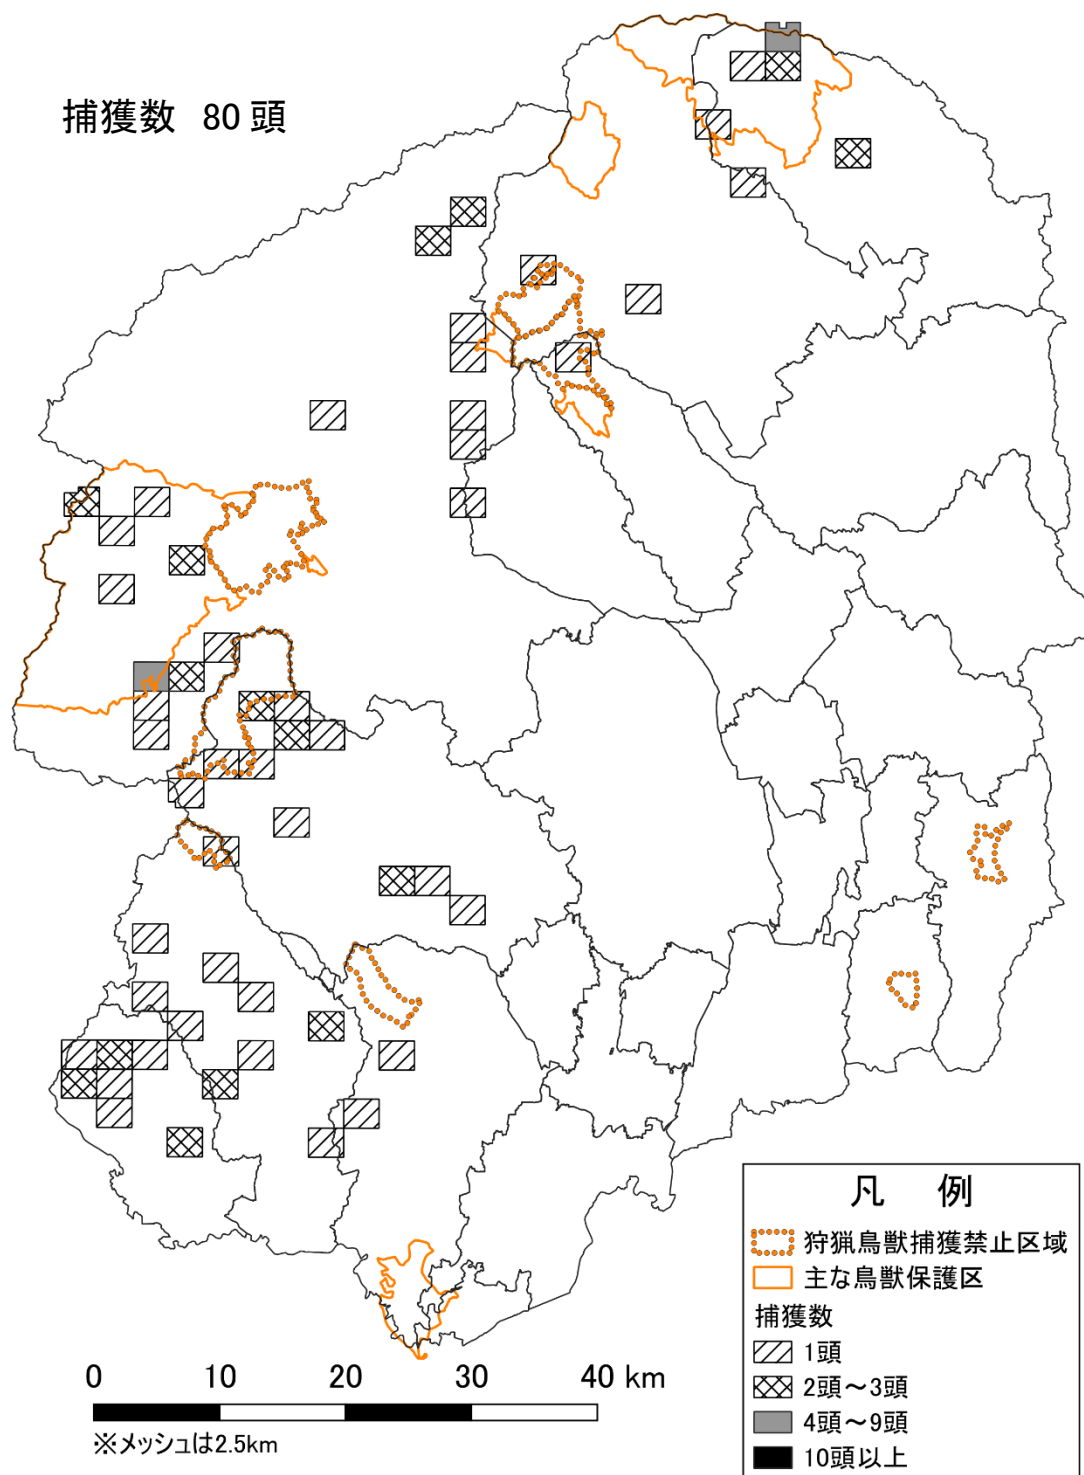 捕獲数 80頭
0 10 20 30 40 km
※メッシュは2.5km
凡 例
狩猟鳥獣捕獲禁止区域
主な鳥獣保護区
捕獲数
1頭
2頭～3頭
4頭～9頭
10頭以上